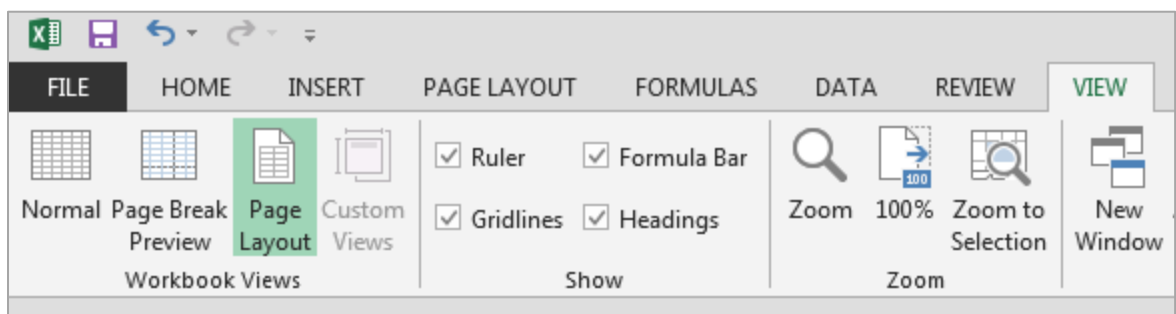 FILE HOME INSERT PAGE LAYOUT FORMULAS DATA REVIEW VIEW
Normal Page Break Preview Page Layout Custom Views
Workbook Views
Ruler Formula Bar
Gridlines Headings
Show
Zoom 100% Zoom to Selection
100
Zoom
New Window